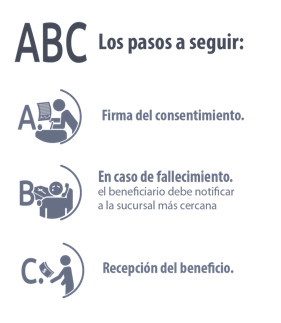 ABC Los pasos a seguir:
A. Firma del consentimiento.
B. En caso de fallecimiento.
el beneficiario debe notificar
a la sucursal más cercana
C. Recepción del beneficio.